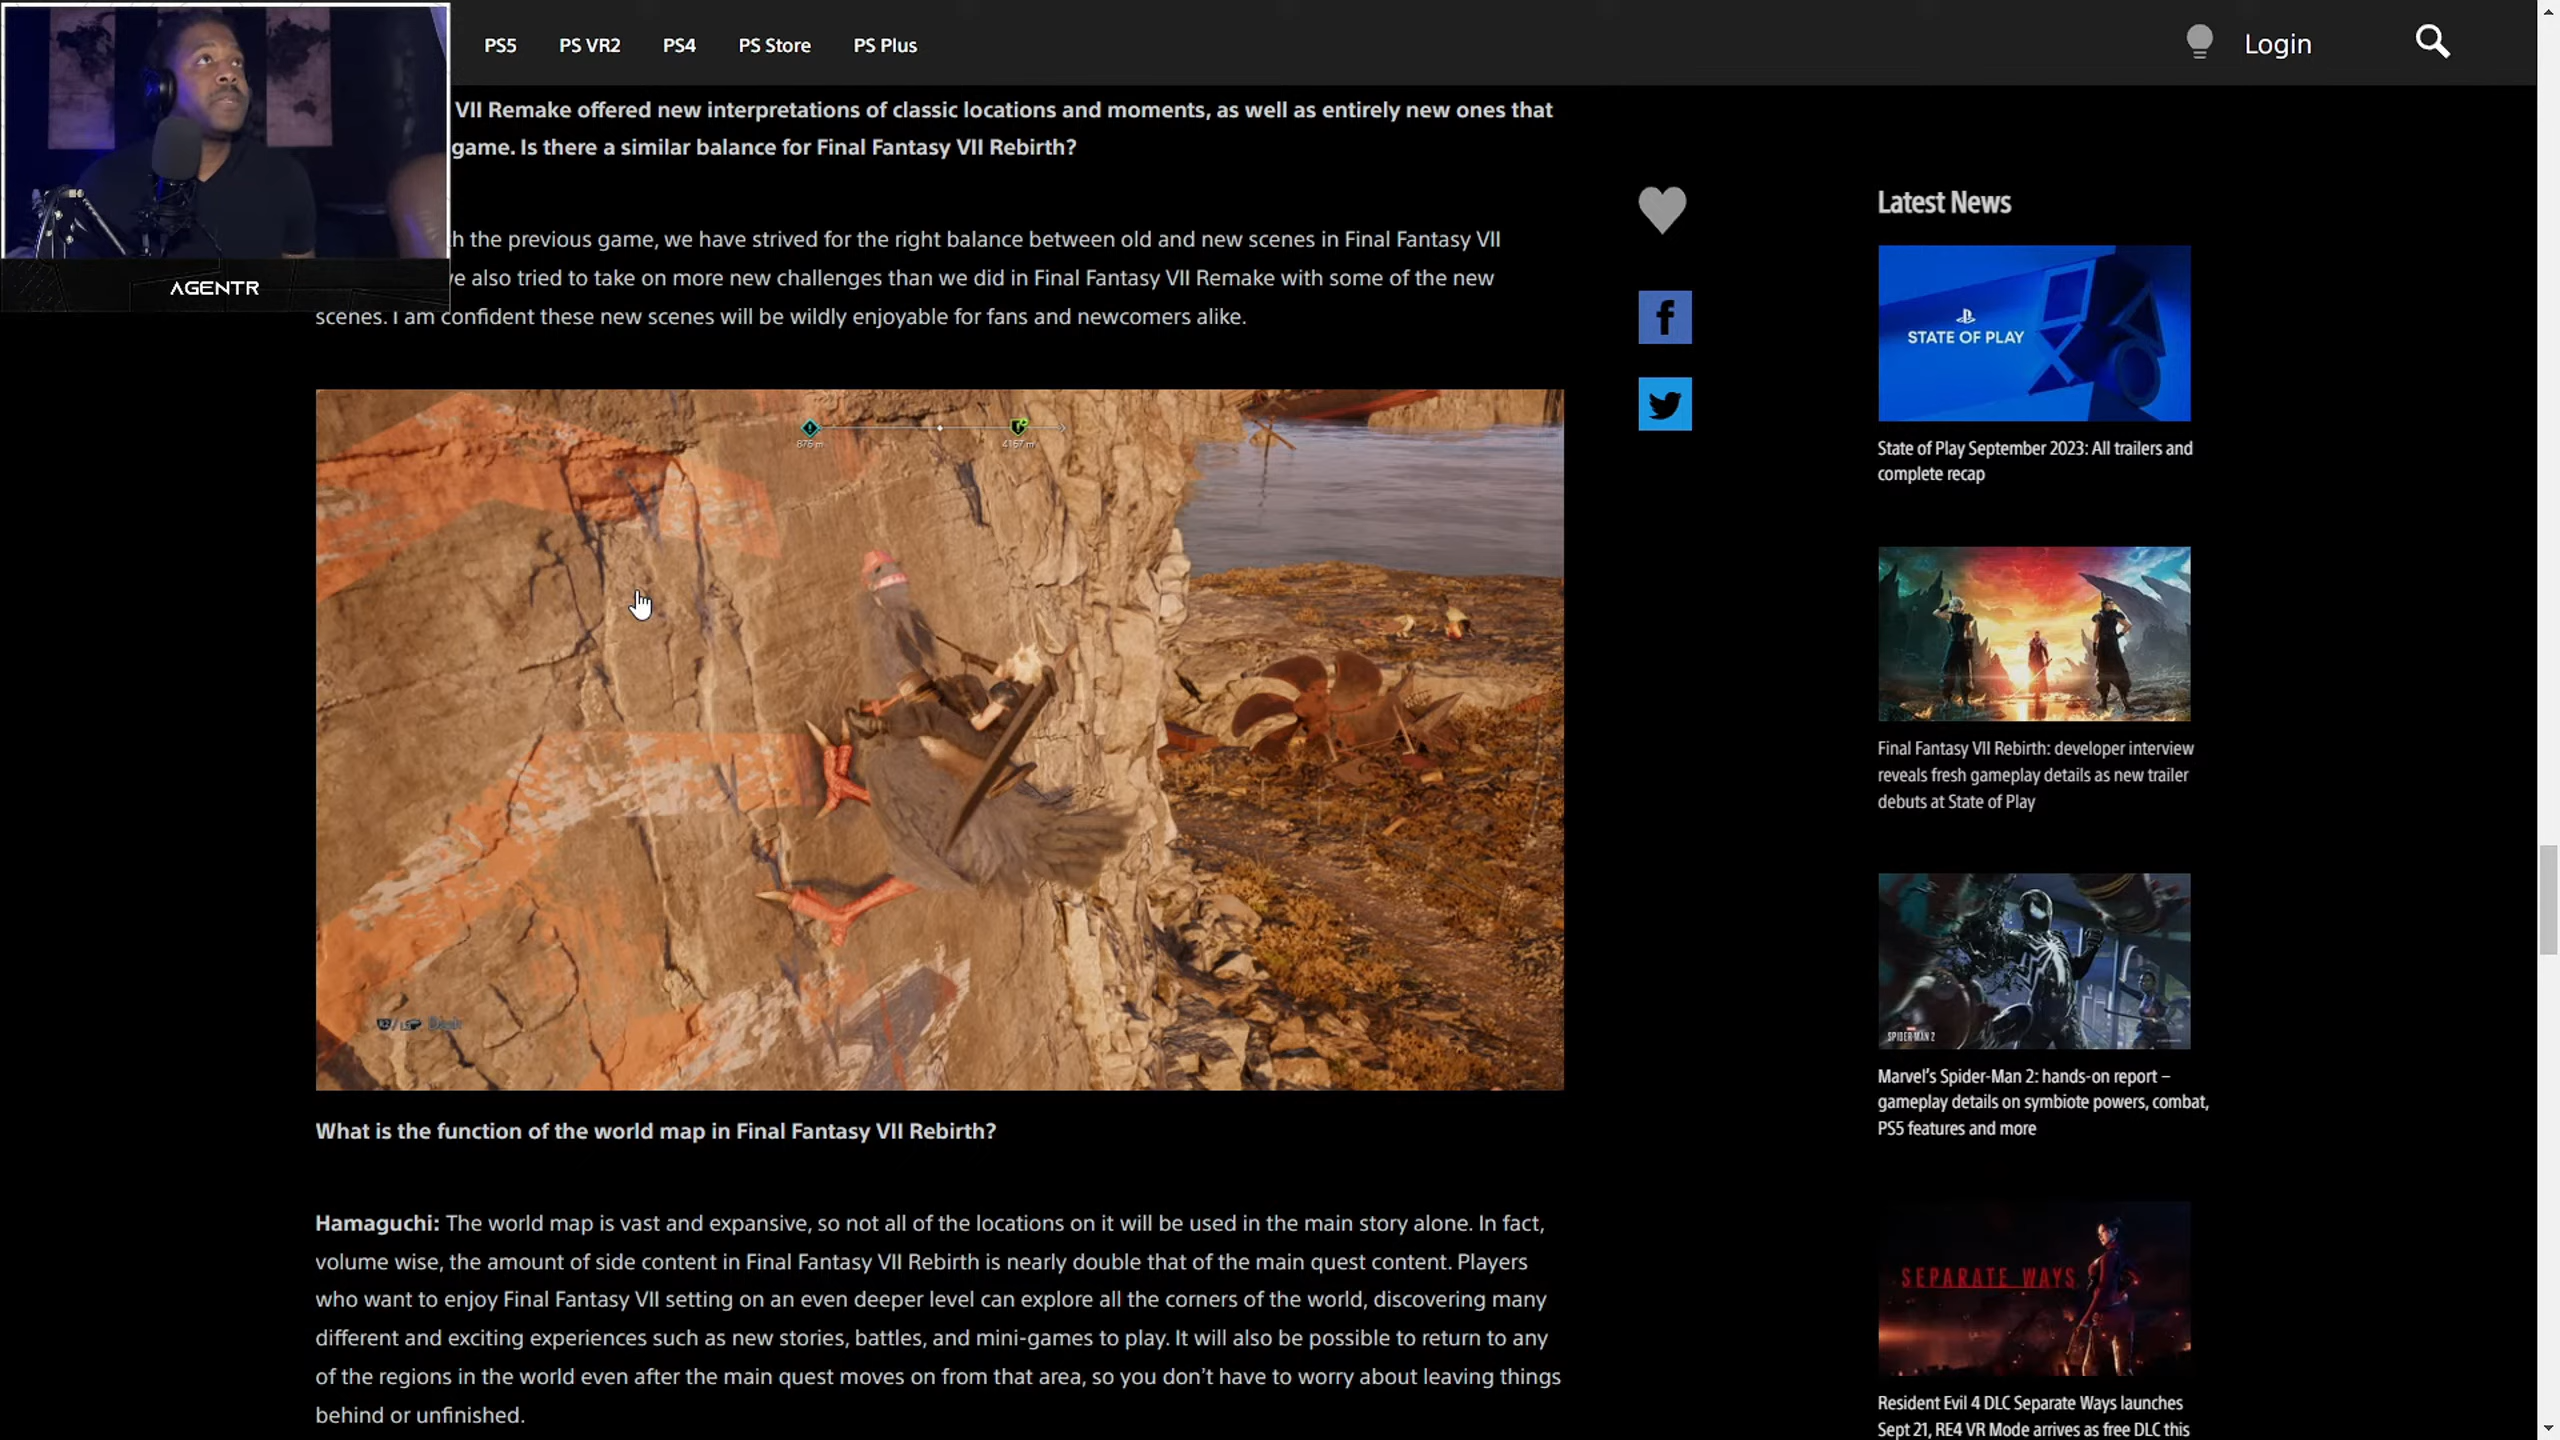 PS5 PS VR2 PS4 PS Store PS Plus
Login
VII Remake offered new interpretations of classic locations and moments, as well as entirely new ones that
game. Is there a similar balance for Final Fantasy VII Rebirth?
h the previous game, we have strived for the right balance between old and new scenes in Final Fantasy VII
ve also tried to take on more new challenges than we did in Final Fantasy VII Remake with some of the new
scenes. I am confident these new scenes will be wildly enjoyable for fans and newcomers alike.
AGENTR
875 m
4157 m
What is the function of the world map in Final Fantasy VII Rebirth?
Hamaguchi: The world map is vast and expansive, so not all of the locations on it will be used in the main story alone. In fact,
volume wise, the amount of side content in Final Fantasy VII Rebirth is nearly double that of the main quest content. Players
who want to enjoy Final Fantasy VII setting on an even deeper level can explore all the corners of the world, discovering many
different and exciting experiences such as new stories, battles, and mini-games to play. It will also be possible to return to any
of the regions in the world even after the main quest moves on from that area, so you don't have to worry about leaving things
behind or unfinished.
Latest News
STATE OF PLAY
State of Play September 2023: All trailers and
complete recap
Final Fantasy VII Rebirth: developer interview
reveals fresh gameplay details as new trailer
debuts at State of Play
SPIDER-MAN 2
Marvel's Spider-Man 2: hands-on report –
gameplay details on symbiote powers, combat,
PS5 features and more
SEPARATE WAYS
Resident Evil 4 DLC Separate Ways launches
Sept 21, RE4 VR Mode arrives as free DLC this